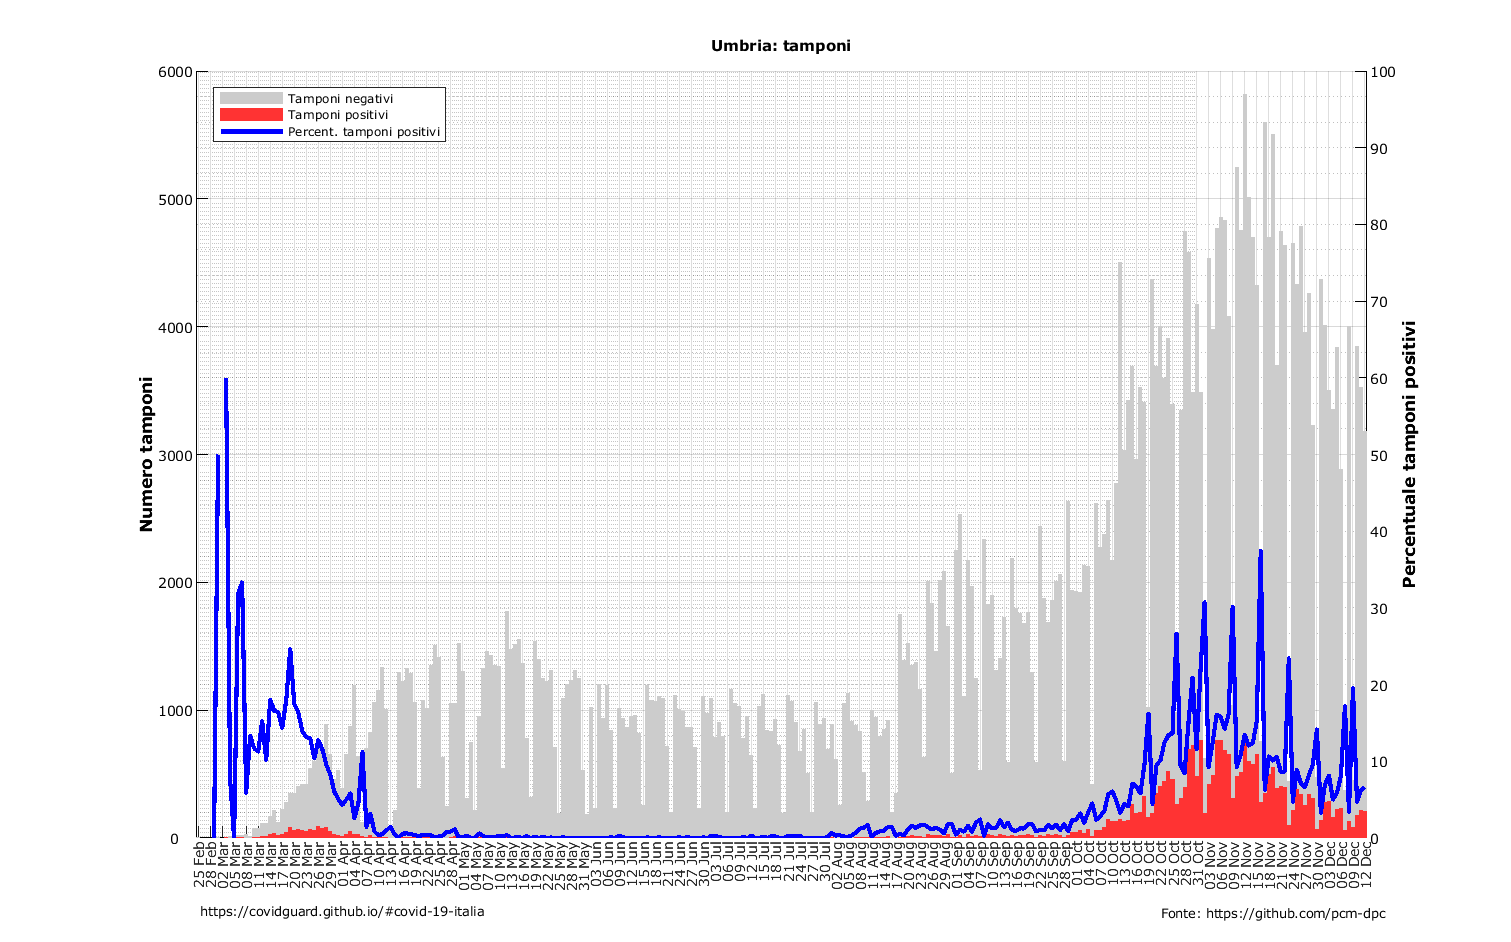 Umbria: tamponi
Tamponi negativi
Tamponi positivi
Percent. tamponi positivi
Numero tamponi
6000
5000
4000
3000
2000
1000
0
Percentuale tamponi positivi
100
90
80
70
60
50
40
30
20
10
0
25 Feb
28 Feb
02 Mar
05 Mar
08 Mar
11 Mar
14 Mar
17 Mar
20 Mar
23 Mar
26 Mar
29 Mar
01 Apr
04 Apr
07 Apr
10 Apr
13 Apr
16 Apr
19 Apr
22 Apr
25 Apr
28 Apr
01 May
04 May
07 May
10 May
13 May
16 May
19 May
22 May
25 May
28 May
31 May
03 Jun
06 Jun
09 Jun
12 Jun
15 Jun
18 Jun
21 Jun
24 Jun
27 Jun
30 Jun
03 Jul
06 Jul
09 Jul
12 Jul
15 Jul
18 Jul
21 Jul
24 Jul
27 Jul
30 Jul
02 Aug
05 Aug
08 Aug
11 Aug
14 Aug
17 Aug
20 Aug
23 Aug
26 Aug
29 Aug
01 Sep
04 Sep
07 Sep
10 Sep
13 Sep
16 Sep
19 Sep
22 Sep
25 Sep
28 Sep
01 Oct
04 Oct
07 Oct
10 Oct
13 Oct
16 Oct
19 Oct
22 Oct
25 Oct
28 Oct
31 Oct
03 Nov
06 Nov
09 Nov
12 Nov
15 Nov
18 Nov
21 Nov
24 Nov
27 Nov
30 Nov
03 Dec
06 Dec
09 Dec
12 Dec
https://covidguard.github.io/#covid-19-italia
Fonte: https://github.com/pcm-dpc